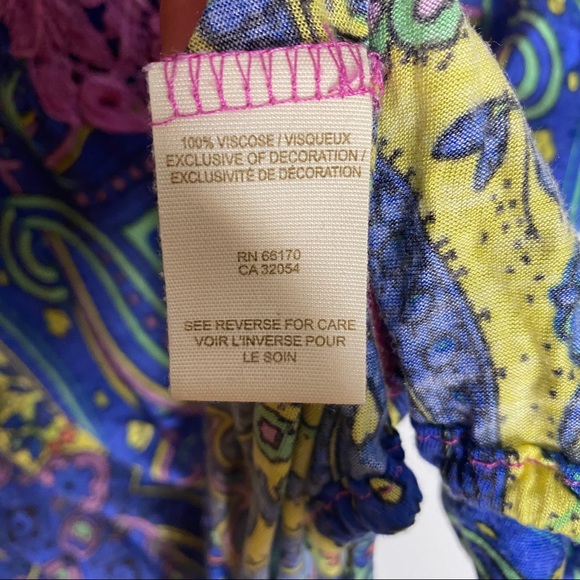 100% VISCOSE / VISQUEUX
EXCLUSIVE OF DECORATION /
EXCLUSIVITÉ DE DÉCORATION
RN 66170
CA 32054
SEE REVERSE FOR CARE
VOIR L'INVERSE POUR
LE SOIN